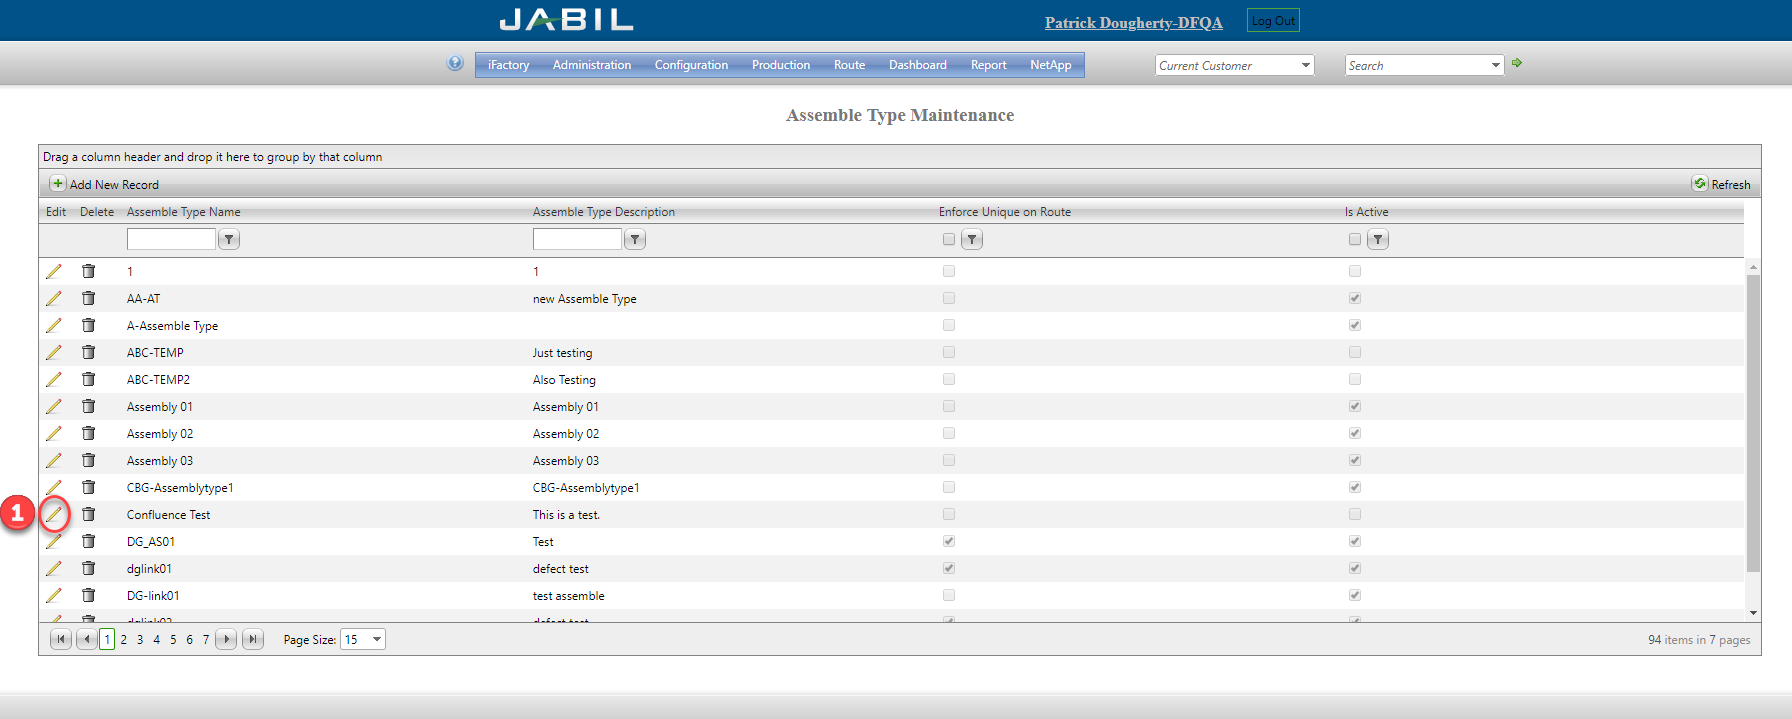 JABIL
Patrick Dougherty-DFQA
Log Out
? iFactory Administration Configuration Production Route Dashboard Report NetApp Current Customer Search
Assemble Type Maintenance
Drag a column header and drop it here to group by that column
Add New Record Refresh
Edit Delete Assemble Type Name Assemble Type Description Enforce Unique on Route Is Active
1 1
AA-AT new Assemble Type
A-Assemble Type
ABC-TEMP Just testing
ABC-TEMP2 Also Testing
Assembly 01 Assembly 01
Assembly 02 Assembly 02
Assembly 03 Assembly 03
CBG-Assemblytype1 CBG-Assemblytype1
1 Confluence Test This is a test.
DG_AS01 Test
dglink01 defect test
DG-link01 test assemble
defect test
1 2 3 4 5 6 7 Page Size: 15 94 items in 7 pages